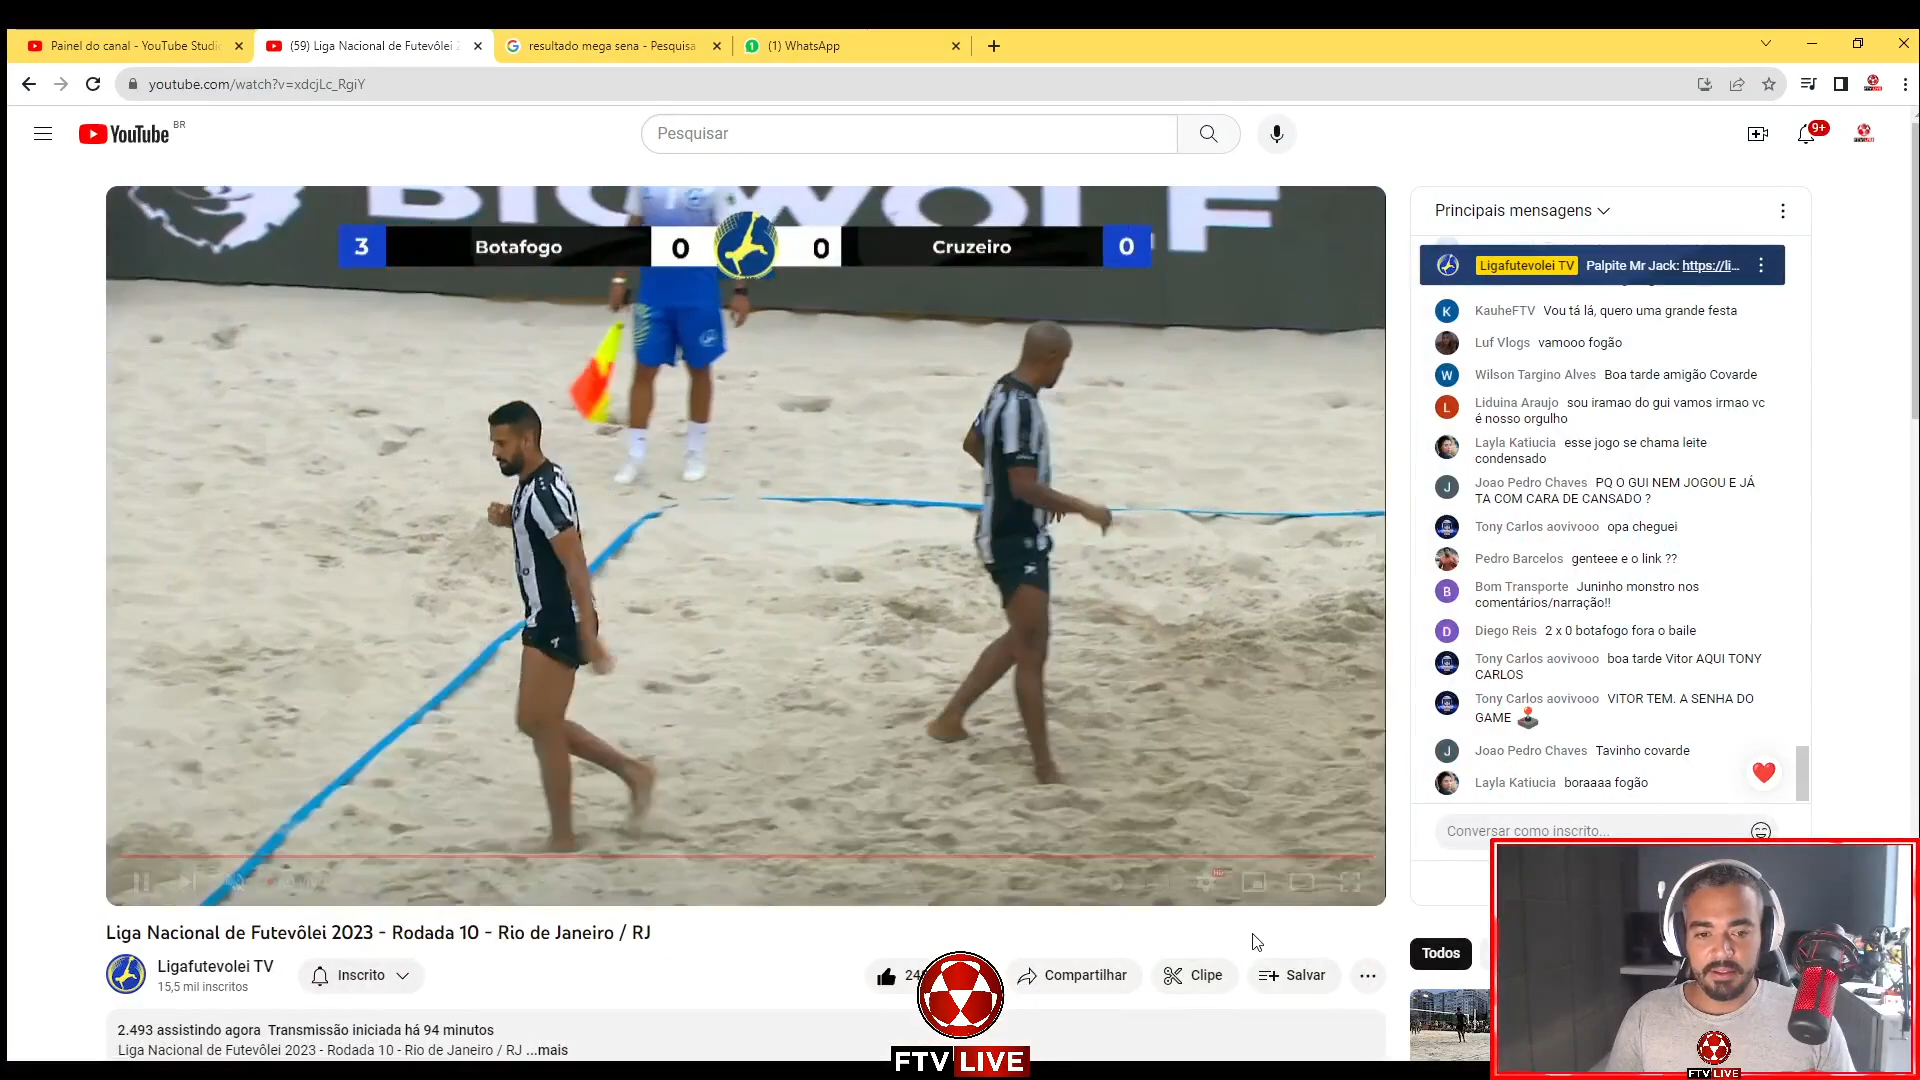 Painel do canal - YouTube Studi
(59) Liga Nacional de Futevôlei 2
resultado mega sena - Pesquisa
(1) WhatsApp
youtube.com/watch?v=xdcjLc_RgiY
YouTube BR
Pesquisar
9+
BIG WOLF
3 Botafogo 0 0 Cruzeiro 0
Principais mensagens
Ligafutevolei TV Palpite Mr Jack: https://li...
K KauheFTV Vou tá lá, quero uma grande festa
Luf Vlogs vamooo fogão
W Wilson Targino Alves Boa tarde amigão Covarde
L Liduina Araujo sou iramao do gui vamos irmao vc
é nosso orgulho
Layla Katiucia esse jogo se chama leite
condensado
J Joao Pedro Chaves PQ O GUI NEM JOGOU E JÁ
TA COM CARA DE CANSADO ?
Tony Carlos aovivooo opa cheguei
Pedro Barcelos genteee e o link ??
B Bom Transporte Juninho monstro nos
comentários/narração!!
D Diego Reis 2 x 0 botafogo fora o baile
Tony Carlos aovivooo boa tarde Vitor AQUI TONY
CARLOS
Tony Carlos aovivooo VITOR TEM. A SENHA DO
GAME
J Joao Pedro Chaves Tavinho covarde
Layla Katiucia boraaaa fogão
Conversar como inscrito...
Liga Nacional de Futevôlei 2023 - Rodada 10 - Rio de Janeiro / RJ
Ligafutevolei TV
15,5 mil inscritos
Inscrito
Compartilhar
Clipe
Salvar
Todos
2.493 assistindo agora Transmissão iniciada há 94 minutos
Liga Nacional de Futevôlei 2023 - Rodada 10 - Rio de Janeiro / RJ ...mais
FTV LIVE
FTV LIVE